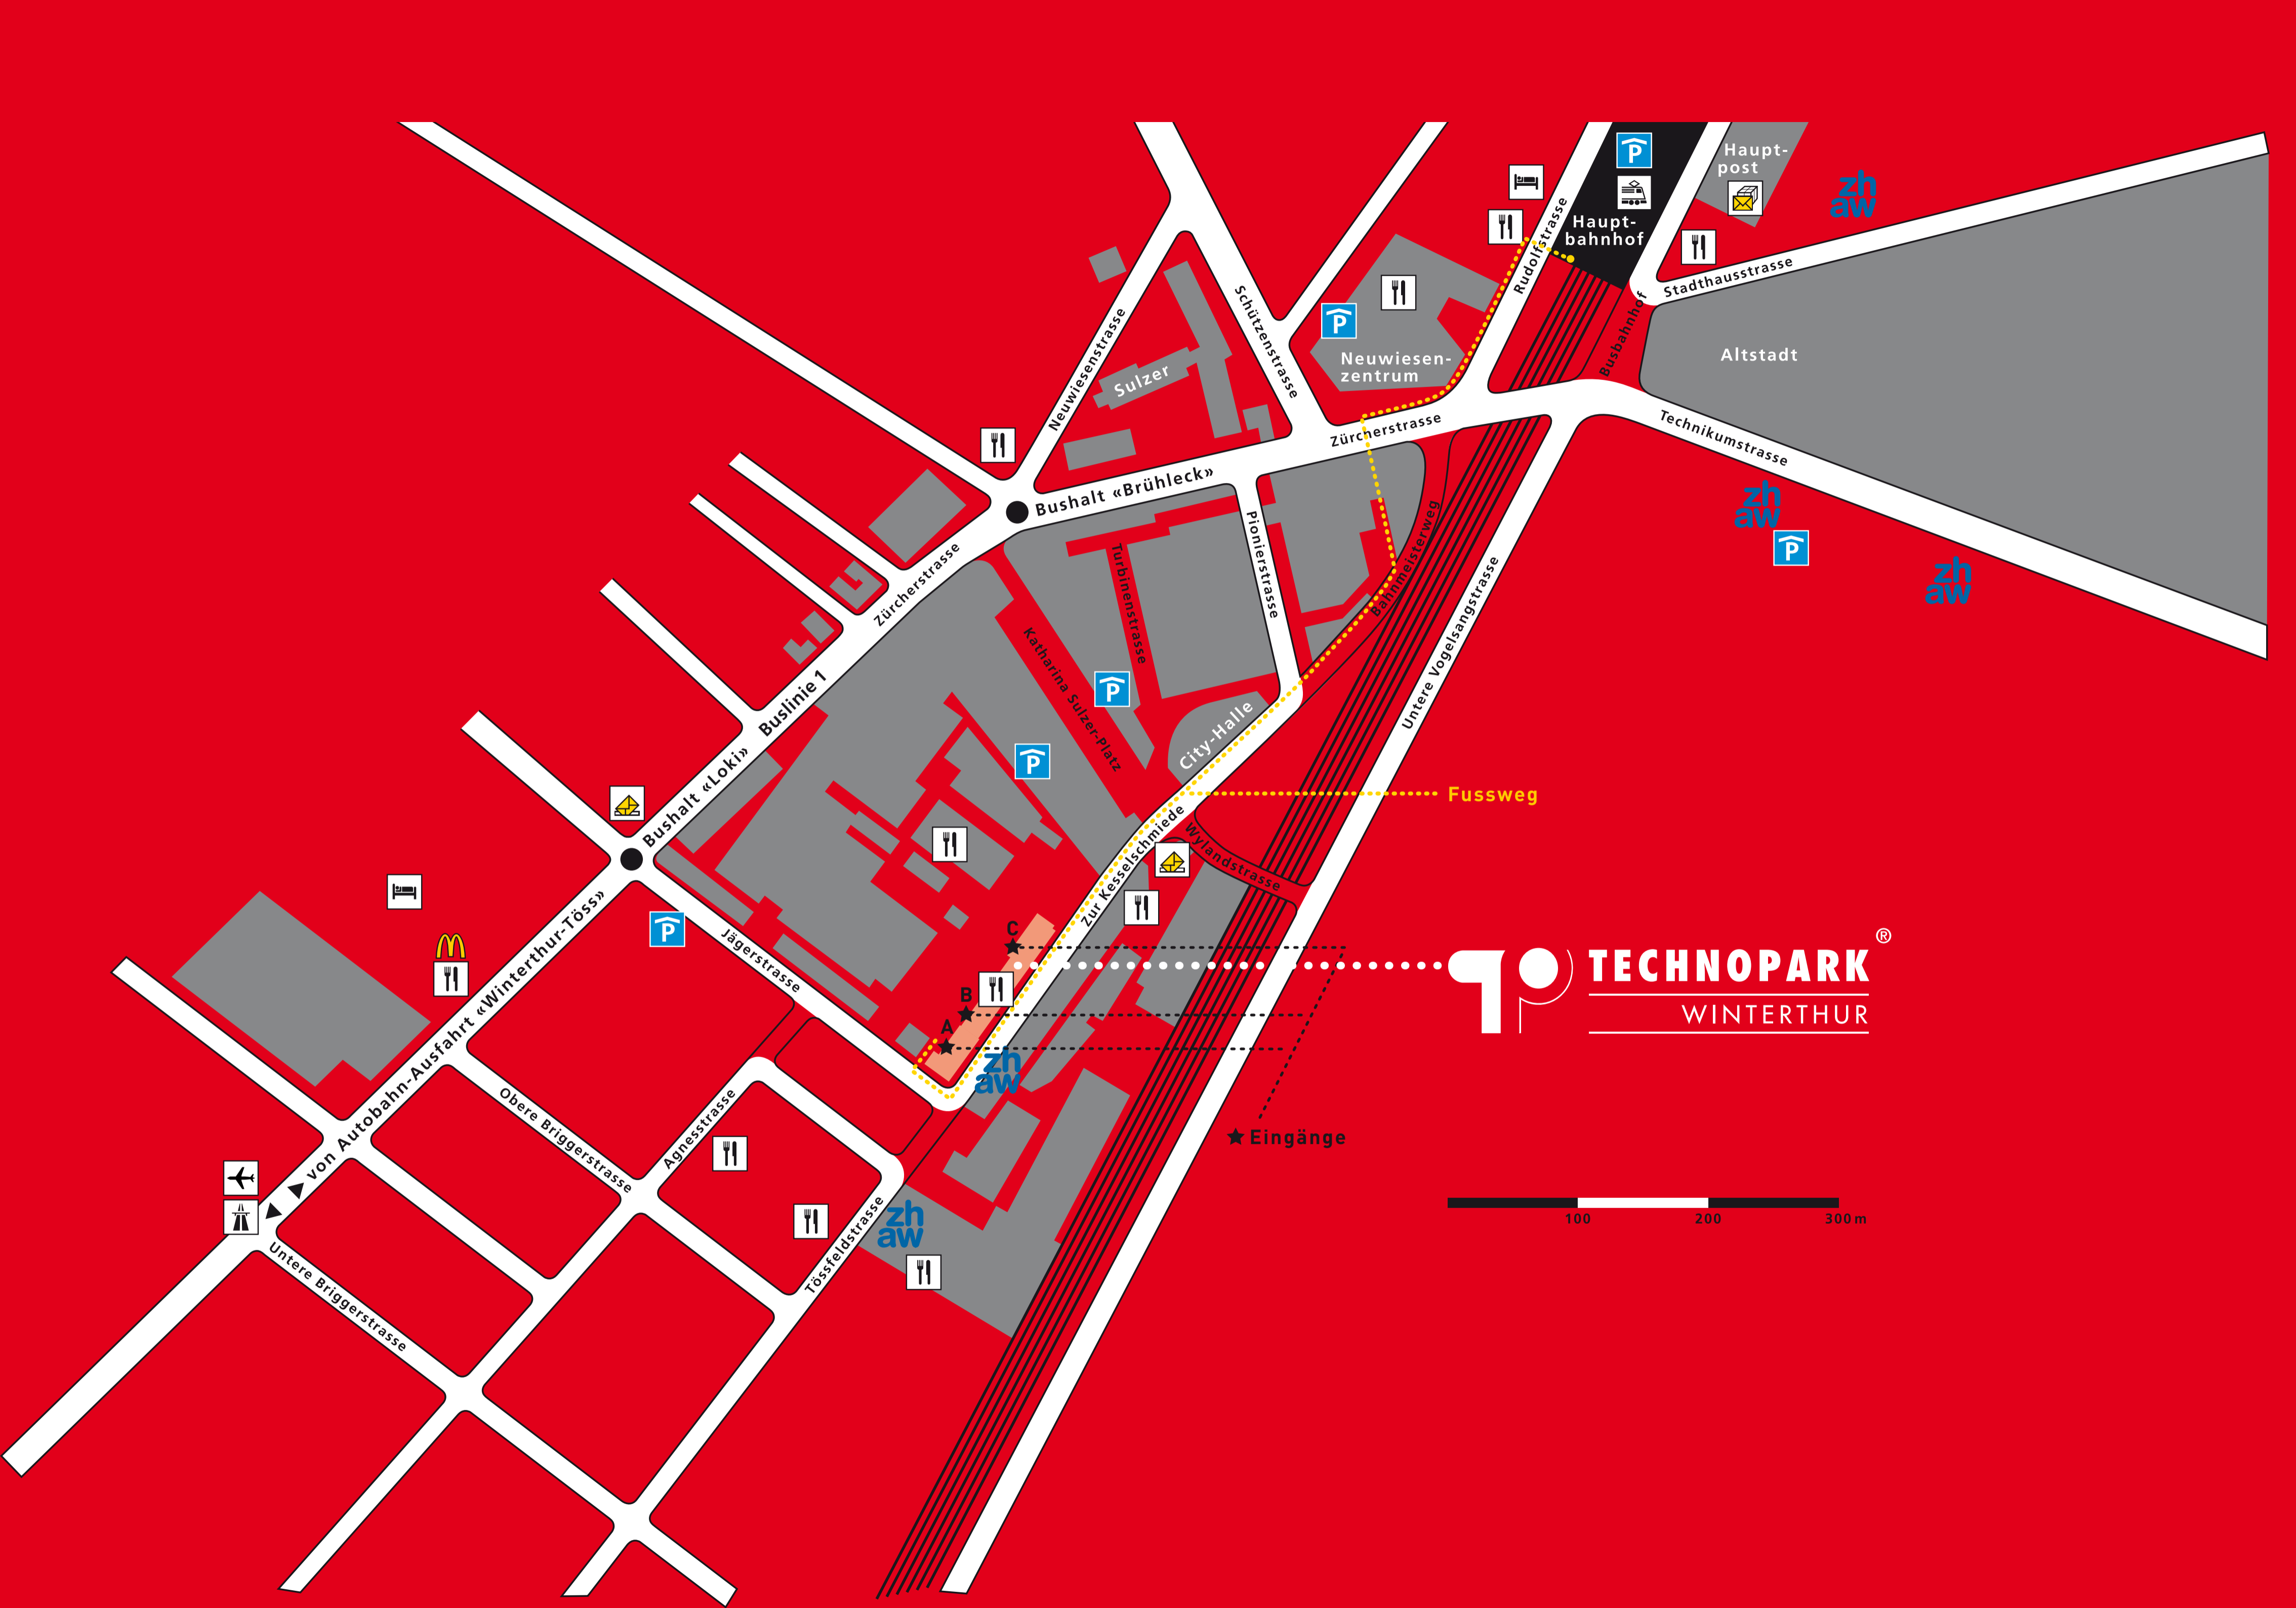 Haupt-
post
zh
aw
Haupt-
bahnhof
P
Rudolfstrasse
Stadthausstrasse
Busbahnhof
Altstadt
P
Neuwiesen-
zentrum
Schützenstrasse
Neuwiesenstrasse
Sulzer
Zürcherstrasse
Technikumstrasse
Bushalt «Brühleck»
zh
aw
P
zh
aw
Pionierstrasse
Turbinenstrasse
Bahnmeisterweg
Zürcherstrasse
Untere Vogelsangstrasse
Katharina Sulzer-Platz
P
Buslinie 1
City-Halle
P
Bushalt «Loki»
Fussweg
Wylandstrasse
Zur Kesselschmiede
von Autobahn-Ausfahrt «Winterthur-Töss»
P
Jägerstrasse
C
B
A
TECHNOPARK ®
WINTERTHUR
zh
aw
Obere Briggerstrasse
Agnesstrasse
Eingänge
Tössfeldstrasse
zh
aw
Untere Briggerstrasse
100 200 300 m